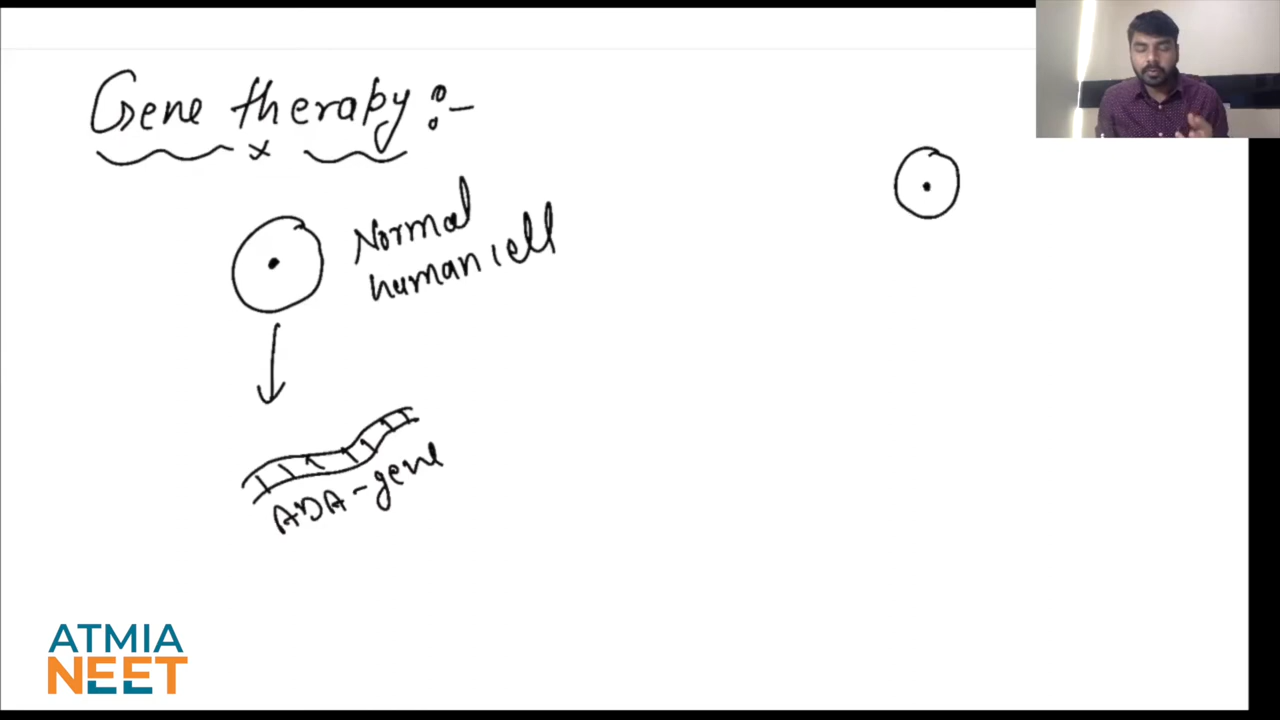 Gene therapy :-
Normal
human cell
ADA-gene
ATMIA
NEET